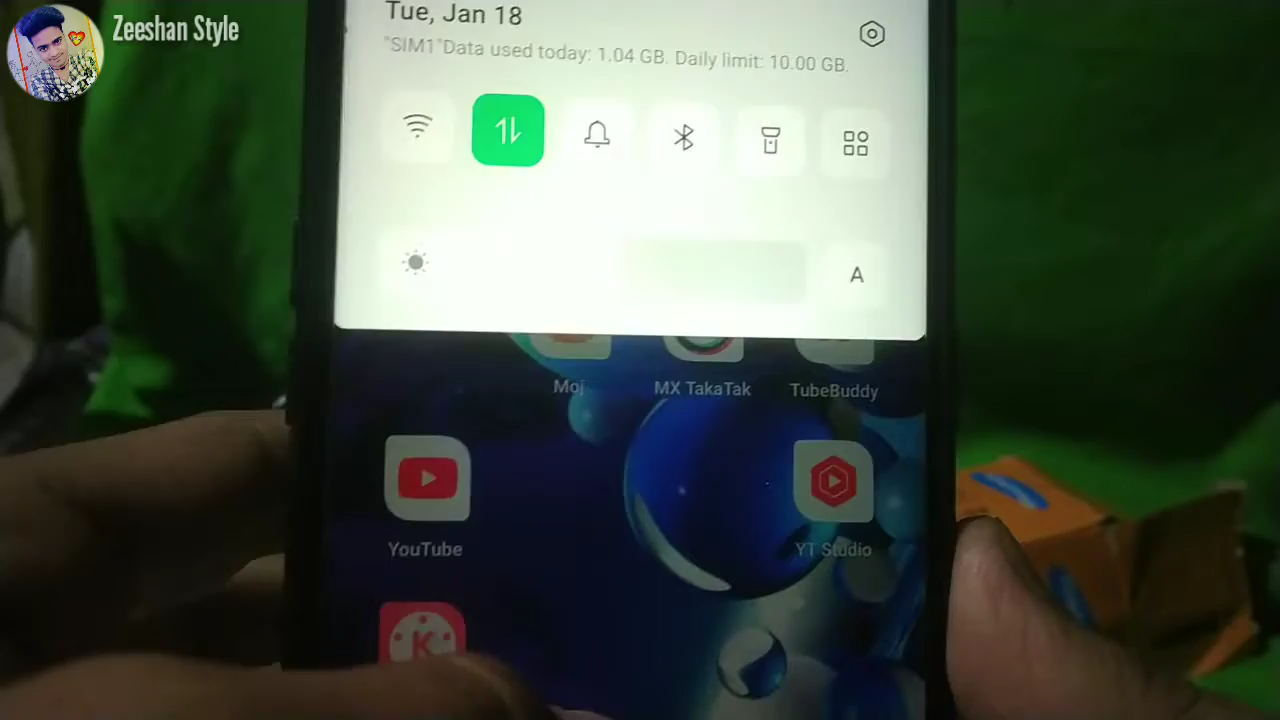 Zeeshan Style
Tue, Jan 18
"SIM1"Data used today: 1.04 GB. Daily limit: 10.00 GB.
A
Moj
MX TakaTak
TubeBuddy
YouTube
YT Studio
K